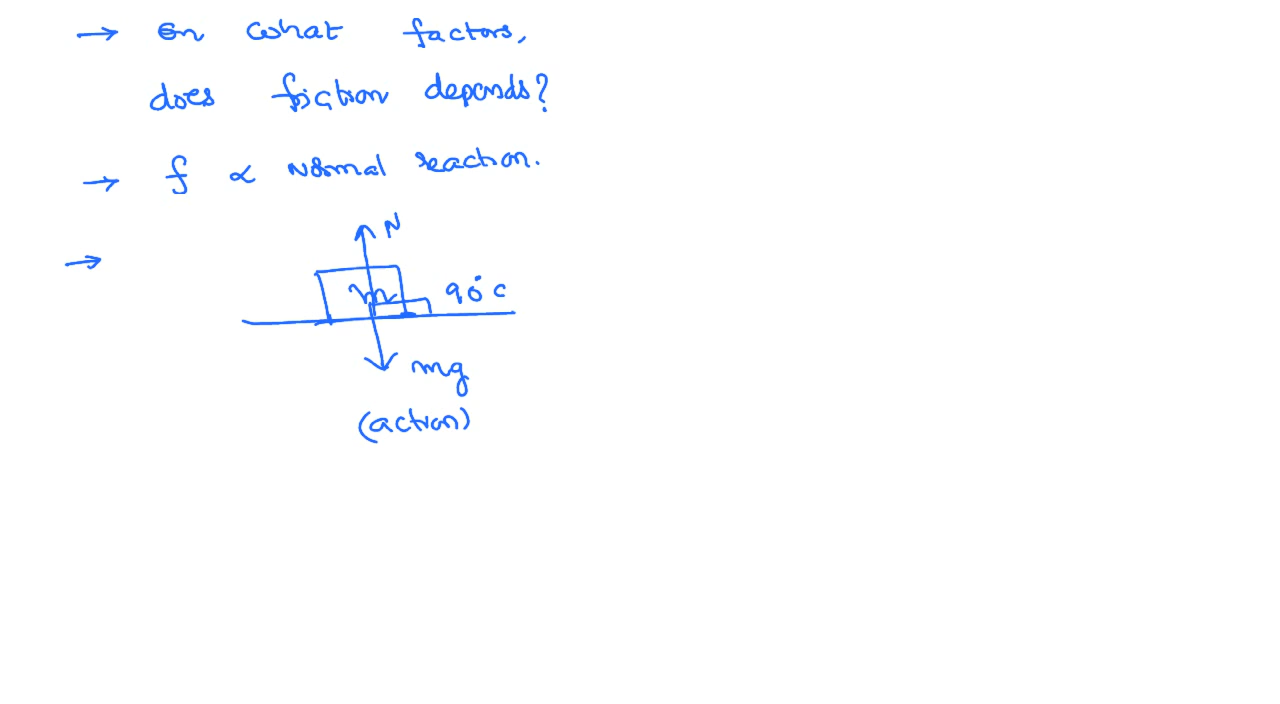 → on what factors,
does friction depends?
→ f ∝ Normal reaction.
→
N
m 90°c
mg
(action)